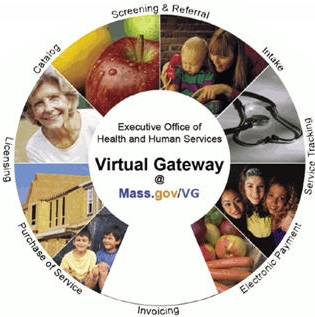 Screening & Referral
Intake
Service Tracking
Electronic Payment
Invoicing
Purchase of Service
Licensing
Catalog
Executive Office of
Health and Human Services
Virtual Gateway
@
Mass.gov/VG